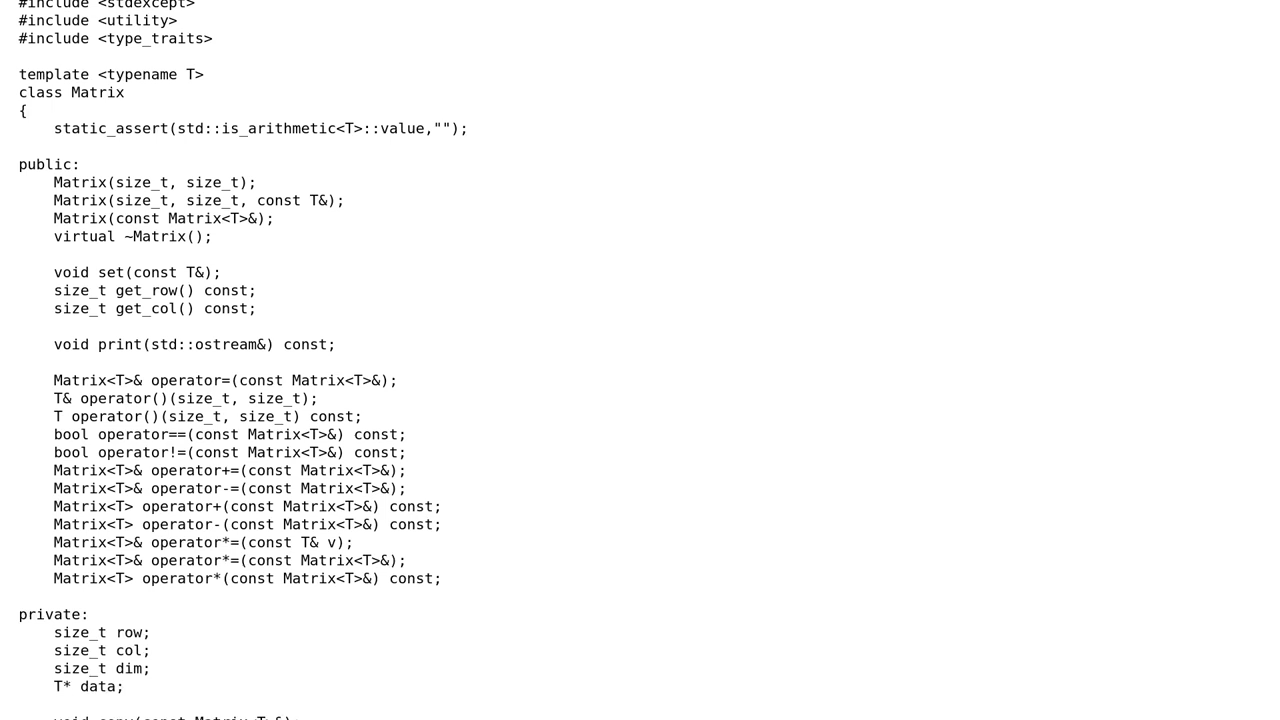 #include <stdexcept>
#include <utility>
#include <type_traits>

template <typename T>
class Matrix
{
    static_assert(std::is_arithmetic<T>::value,"");

public:
    Matrix(size_t, size_t);
    Matrix(size_t, size_t, const T&);
    Matrix(const Matrix<T>&);
    virtual ~Matrix();

    void set(const T&);
    size_t get_row() const;
    size_t get_col() const;

    void print(std::ostream&) const;

    Matrix<T>& operator=(const Matrix<T>&);
    T& operator()(size_t, size_t);
    T operator()(size_t, size_t) const;
    bool operator==(const Matrix<T>&) const;
    bool operator!=(const Matrix<T>&) const;
    Matrix<T>& operator+=(const Matrix<T>&);
    Matrix<T>& operator-=(const Matrix<T>&);
    Matrix<T> operator+(const Matrix<T>&) const;
    Matrix<T> operator-(const Matrix<T>&) const;
    Matrix<T>& operator*=(const T& v);
    Matrix<T>& operator*=(const Matrix<T>&);
    Matrix<T> operator*(const Matrix<T>&) const;

private:
    size_t row;
    size_t col;
    size_t dim;
    T* data;

    void copy(const Matrix<T>&);